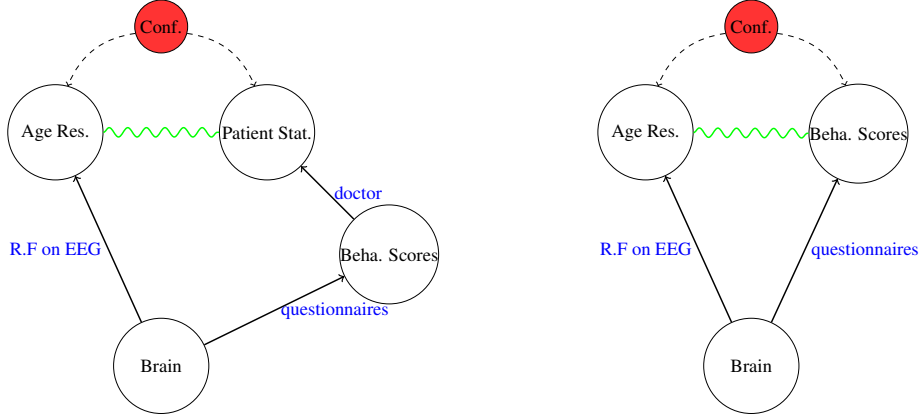 Conf.
Age Res.
Patient Stat.
doctor
R.F on EEG
Beha. Scores
questionnaires
Brain
Conf.
Age Res.
Beha. Scores
R.F on EEG
questionnaires
Brain